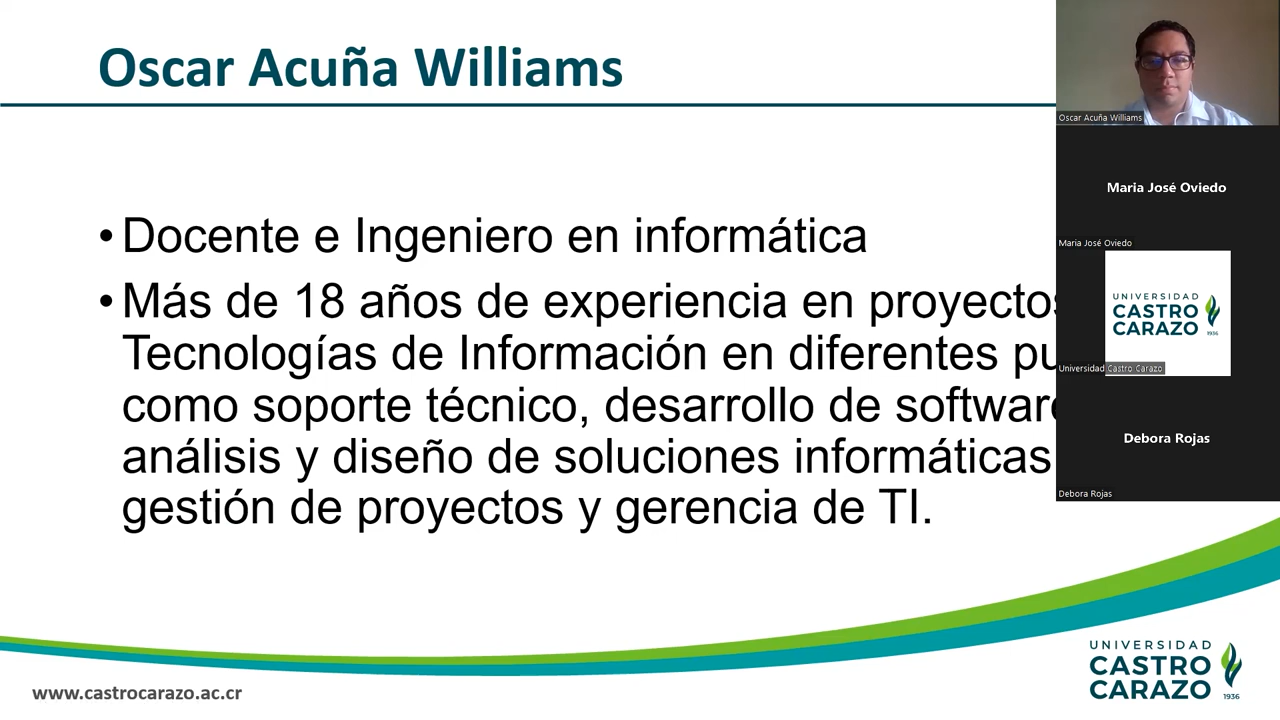 Oscar Acuña Williams
• Docente e Ingeniero en informática
• Más de 18 años de experiencia en proyectos
Tecnologías de Información en diferentes
como soporte técnico, desarrollo de software
análisis y diseño de soluciones informáticas
gestión de proyectos y gerencia de TI.
Oscar Acuña Williams
Maria José Oviedo
Maria José Oviedo
UNIVERSIDAD
CASTRO
CARAZO
1936
Universidad Castro Carazo
Debora Rojas
Debora Rojas
www.castrocarazo.ac.cr
UNIVERSIDAD
CASTRO
CARAZO
1936